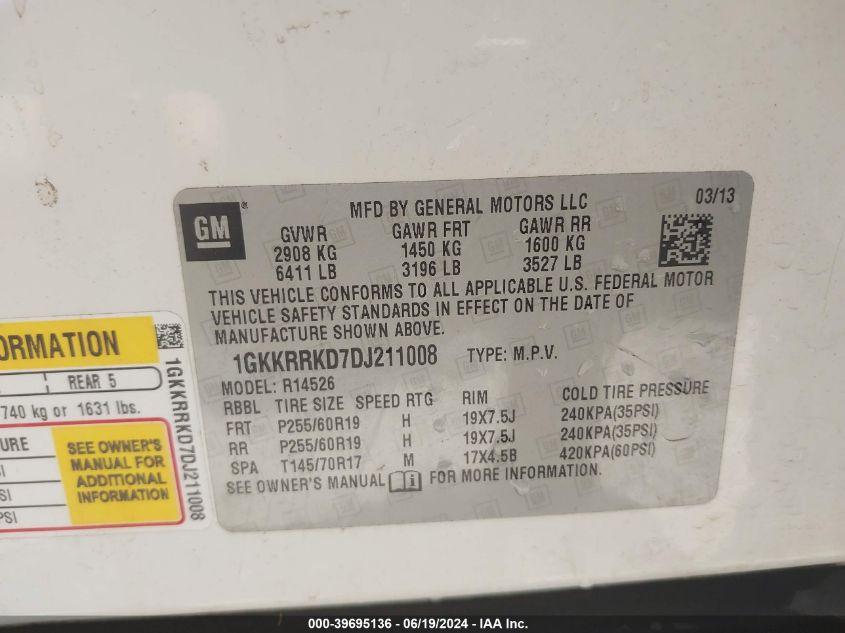 GM
MFD BY GENERAL MOTORS LLC
03/13
GVWR GAWR FRT GAWR RR
2908 KG 1450 KG 1600 KG
6411 LB 3196 LB 3527 LB
THIS VEHICLE CONFORMS TO ALL APPLICABLE U.S. FEDERAL MOTOR
VEHICLE SAFETY STANDARDS IN EFFECT ON THE DATE OF
MANUFACTURE SHOWN ABOVE.
1GKKRRKD7DJ211008 TYPE: M.P.V.
MODEL: R14526
RBBL TIRE SIZE SPEED RTG RIM COLD TIRE PRESSURE
FRT P255/60R19 H 19X7.5J 240KPA(35PSI)
RR P255/60R19 H 19X7.5J 240KPA(35PSI)
SPA T145/70R17 M 17X4.5B 420KPA(60PSI)
SEE OWNER'S MANUAL i FOR MORE INFORMATION.
ORMATION
REAR 5
740 kg or 1631 lbs.
URE
SI
SI
PSI
SEE OWNER'S
MANUAL FOR
ADDITIONAL
INFORMATION
1GKKRRKD7DJ211008
000-39695136 - 06/19/2024 - IAA Inc.